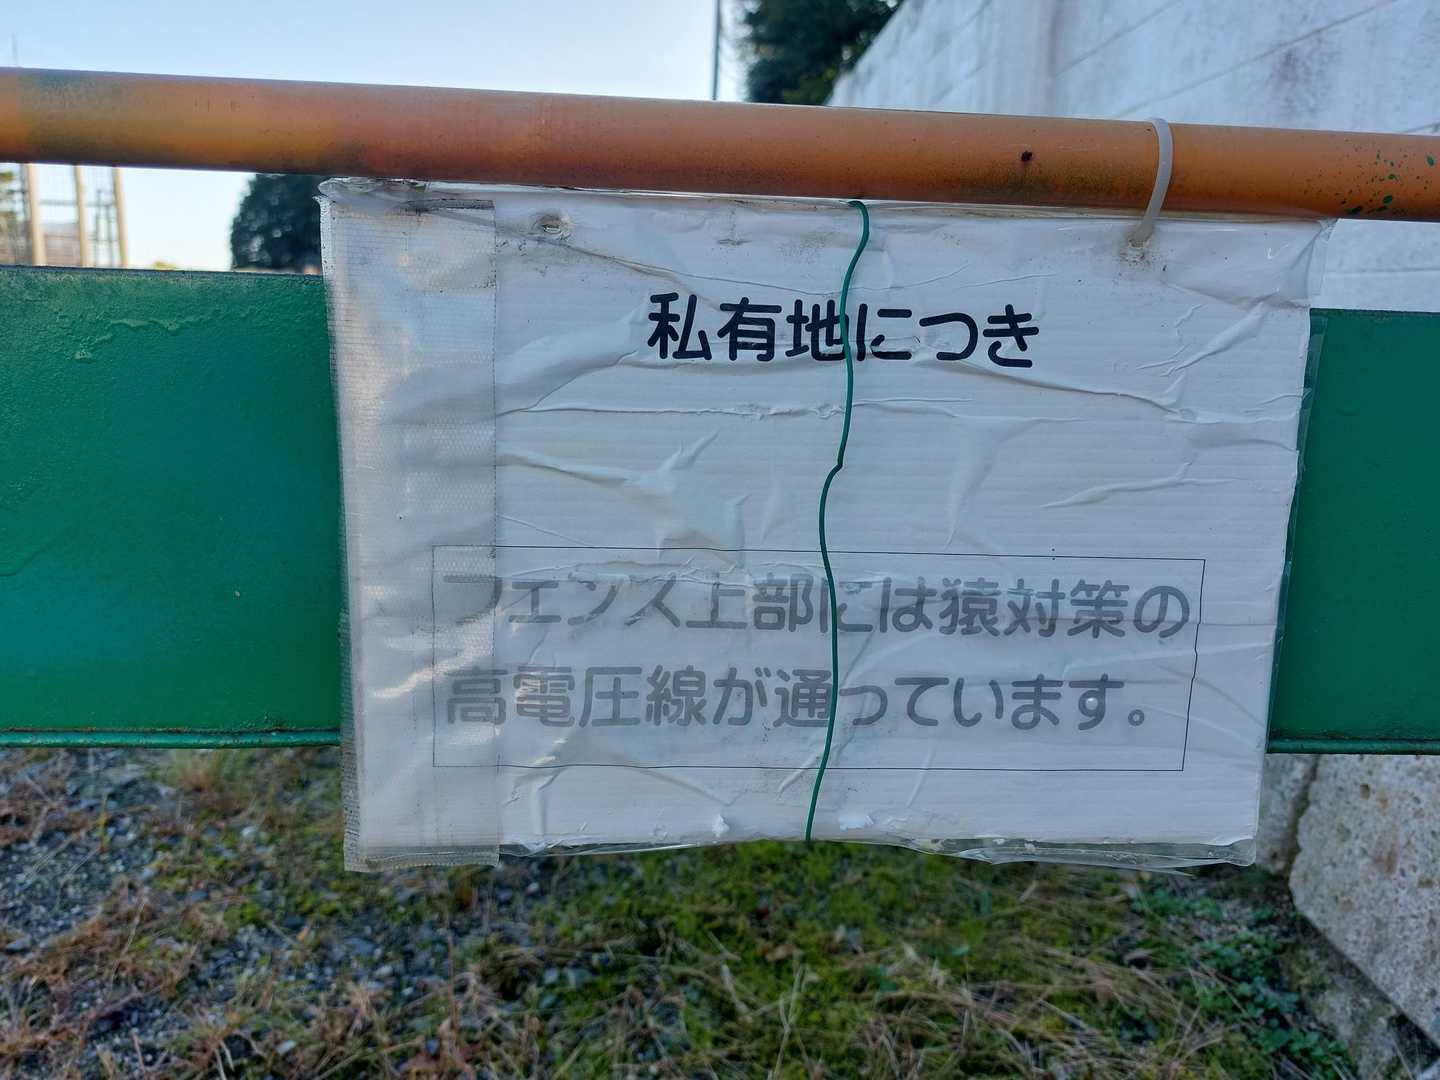 私有地につき
フェンス上部には猿対策の
高電圧線が通っています。